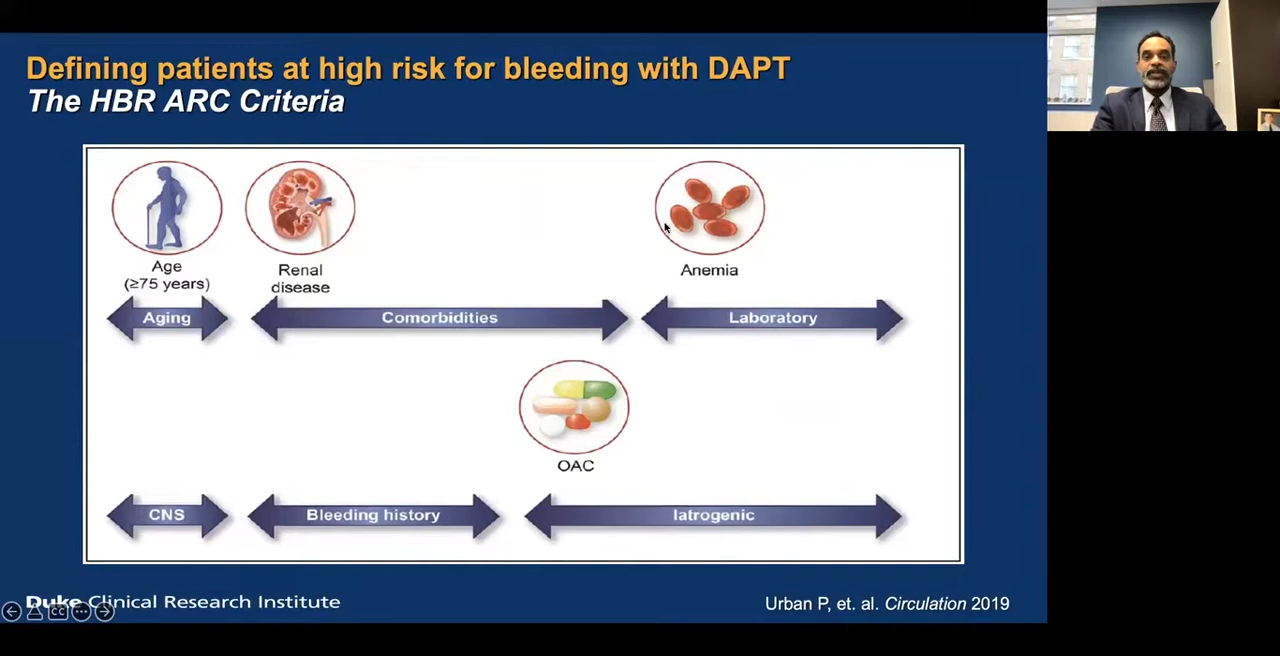 Defining patients at high risk for bleeding with DAPT
The HBR ARC Criteria
Age
(≥75 years)
Renal
disease
Anemia
Aging
Comorbidities
Laboratory
OAC
CNS
Bleeding history
Iatrogenic
Duke Clinical Research Institute
CC
Urban P, et. al. Circulation 2019